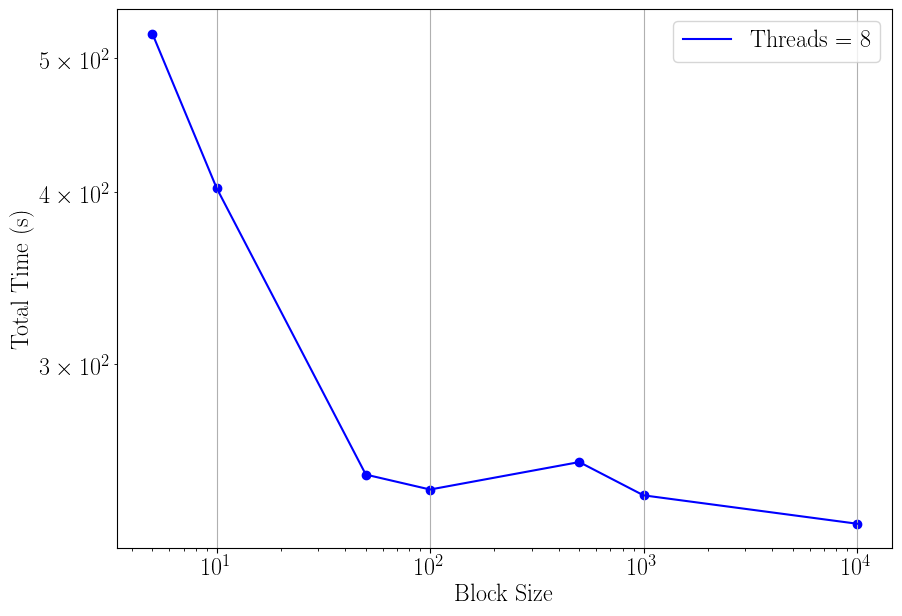 Threads = 8
5 × 10²
4 × 10²
3 × 10²
Total Time (s)
10¹ 10² 10³ 10⁴
Block Size